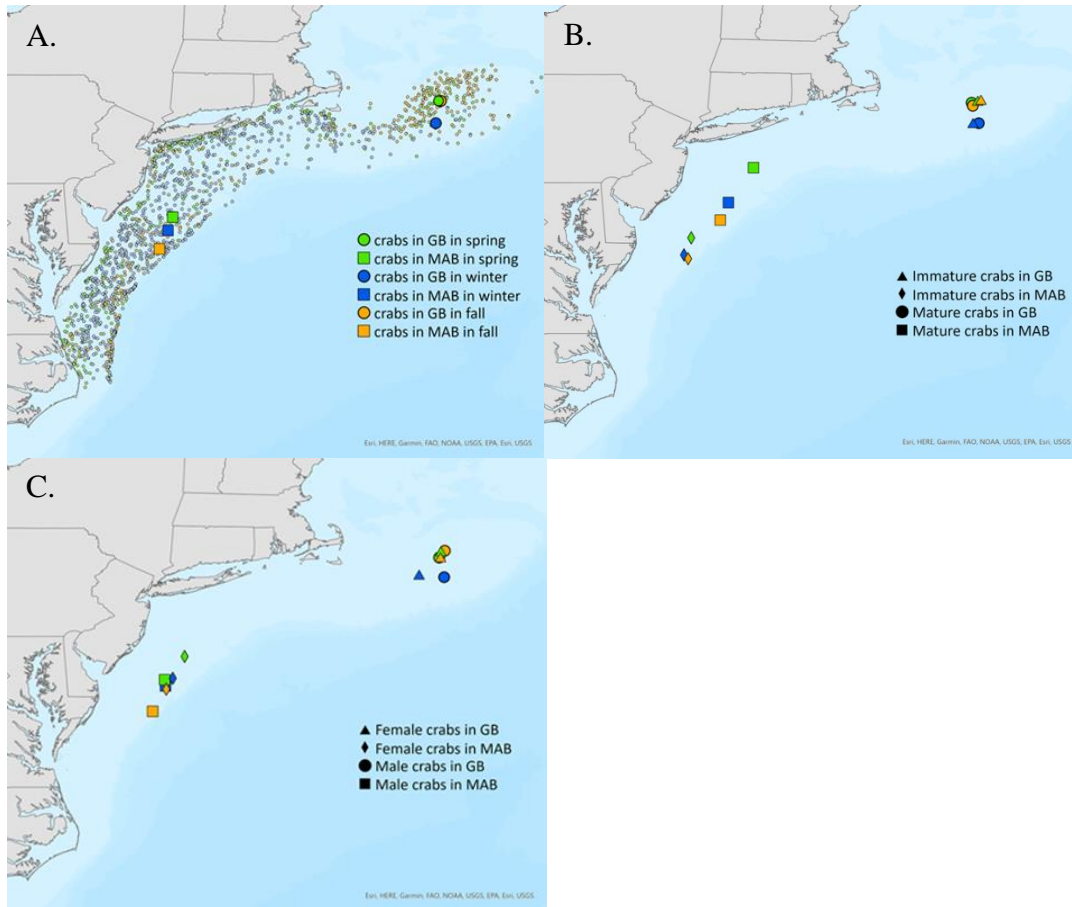 A.
crabs in GB in spring
crabs in MAB in spring
crabs in GB in winter
crabs in MAB in winter
crabs in GB in fall
crabs in MAB in fall
Esri, HERE, Garmin, FAO, NOAA, USGS, EPA, Esri, USGS
B.
Immature crabs in GB
Immature crabs in MAB
Mature crabs in GB
Mature crabs in MAB
Esri, HERE, Garmin, FAO, NOAA, USGS, EPA, Esri, USGS
C.
Female crabs in GB
Female crabs in MAB
Male crabs in GB
Male crabs in MAB
Esri, HERE, Garmin, FAO, NOAA, USGS, EPA, Esri, USGS